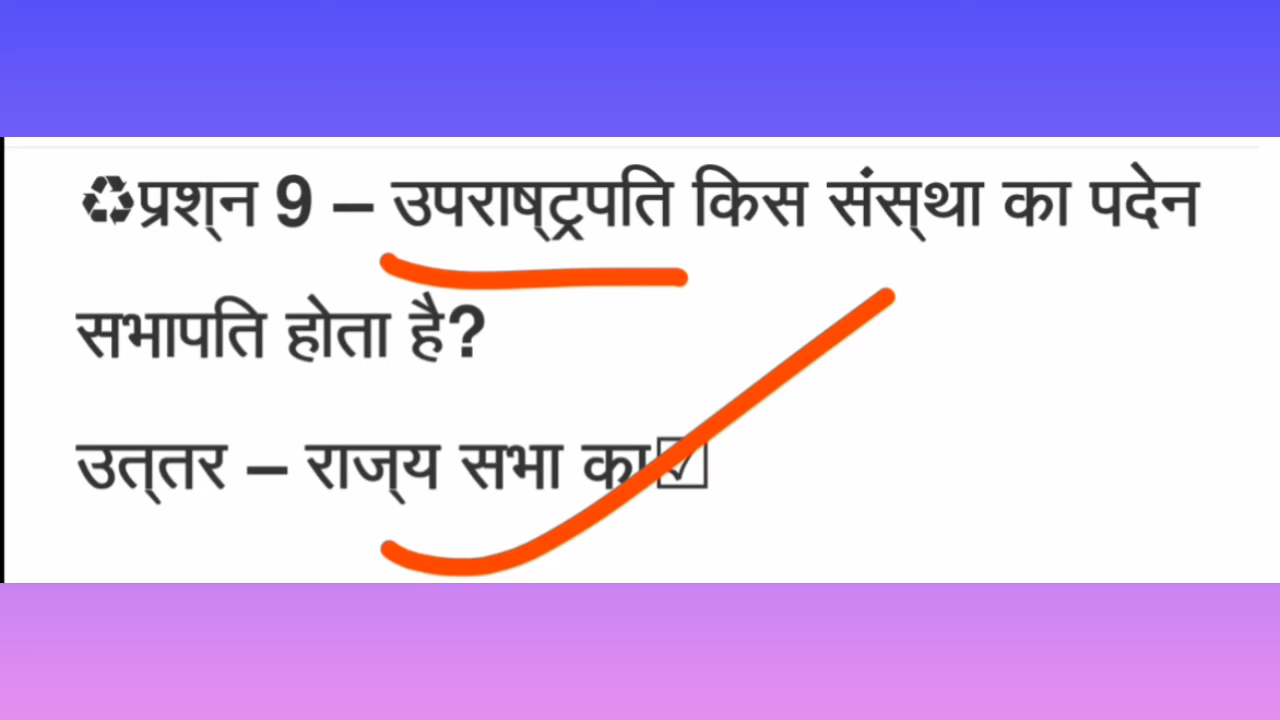 ♻प्रश्न 9 – उपराष्ट्रपति किस संस्था का पदेन
सभापति होता है?
उत्तर – राज्य सभा का☑